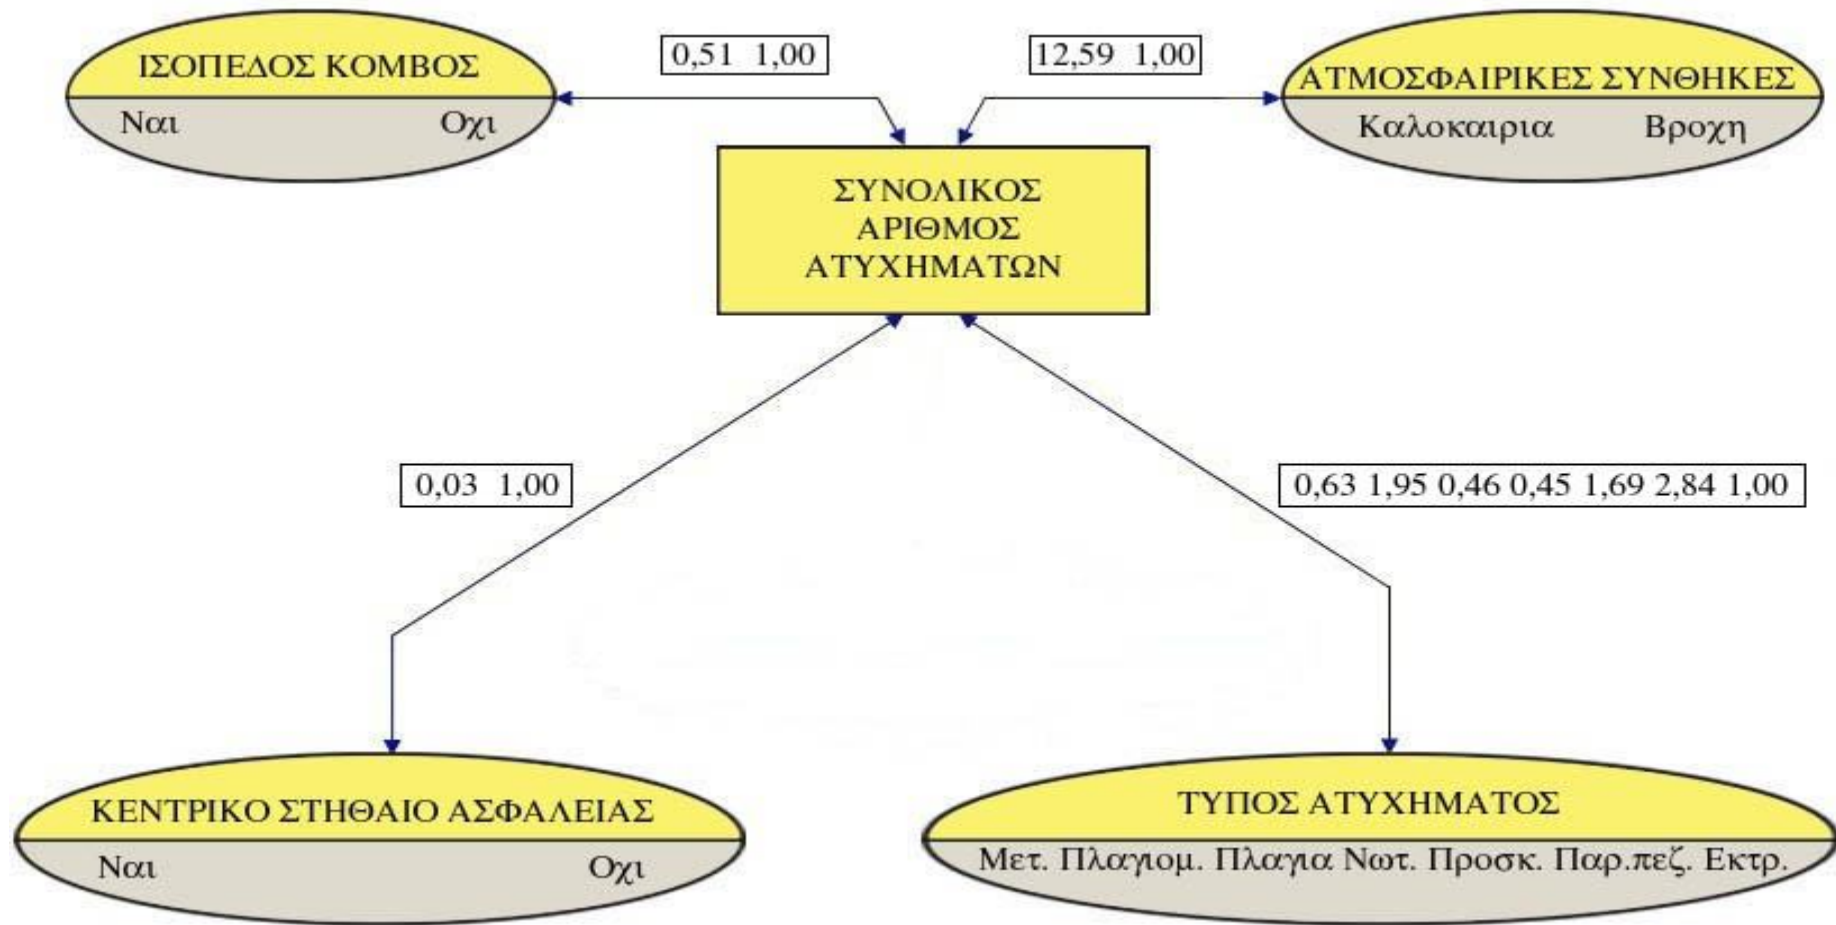 ΙΣΟΠΕΔΟΣ ΚΟΜΒΟΣ
Ναι Οχι
0,51 1,00
12,59 1,00
ΑΤΜΟΣΦΑΙΡΙΚΕΣ ΣΥΝΘΗΚΕΣ
Καλοκαιρια Βροχη
ΣΥΝΟΛΙΚΟΣ
ΑΡΙΘΜΟΣ
ΑΤΥΧΗΜΑΤΩΝ
0,03 1,00
0,63 1,95 0,46 0,45 1,69 2,84 1,00
ΚΕΝΤΡΙΚΟ ΣΤΗΘΑΙΟ ΑΣΦΑΛΕΙΑΣ
Ναι Οχι
ΤΥΠΟΣ ΑΤΥΧΗΜΑΤΟΣ
Μετ. Πλαγιομ. Πλαγια Νωτ. Προσκ. Παρ.πεζ. Εκτρ.